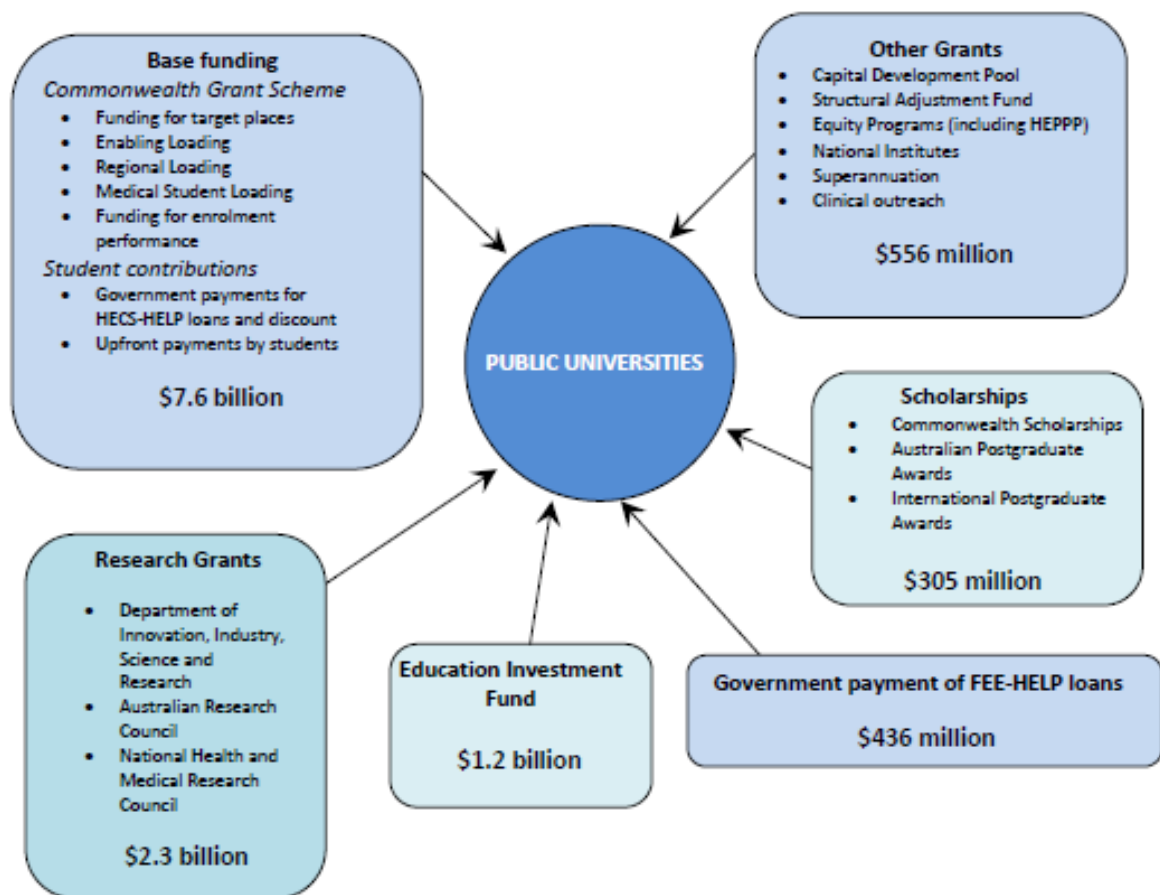 Base funding
Commonwealth Grant Scheme
• Funding for target places
• Enabling Loading
• Regional Loading
• Medical Student Loading
• Funding for enrolment
performance
Student contributions
• Government payments for
HECS-HELP loans and discount
• Upfront payments by students
$7.6 billion
Other Grants
• Capital Development Pool
• Structural Adjustment Fund
• Equity Programs (including HEPPP)
• National Institutes
• Superannuation
• Clinical outreach
$556 million
PUBLIC UNIVERSITIES
Scholarships
• Commonwealth Scholarships
• Australian Postgraduate
Awards
• International Postgraduate
Awards
$305 million
Research Grants
• Department of
Innovation, Industry,
Science and
Research
• Australian Research
Council
• National Health and
Medical Research
Council
$2.3 billion
Education Investment
Fund
$1.2 billion
Government payment of FEE-HELP loans
$436 million